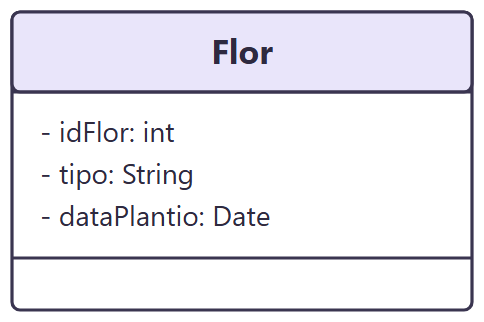 Flor
- idFlor: int
- tipo: String
- dataPlantio: Date